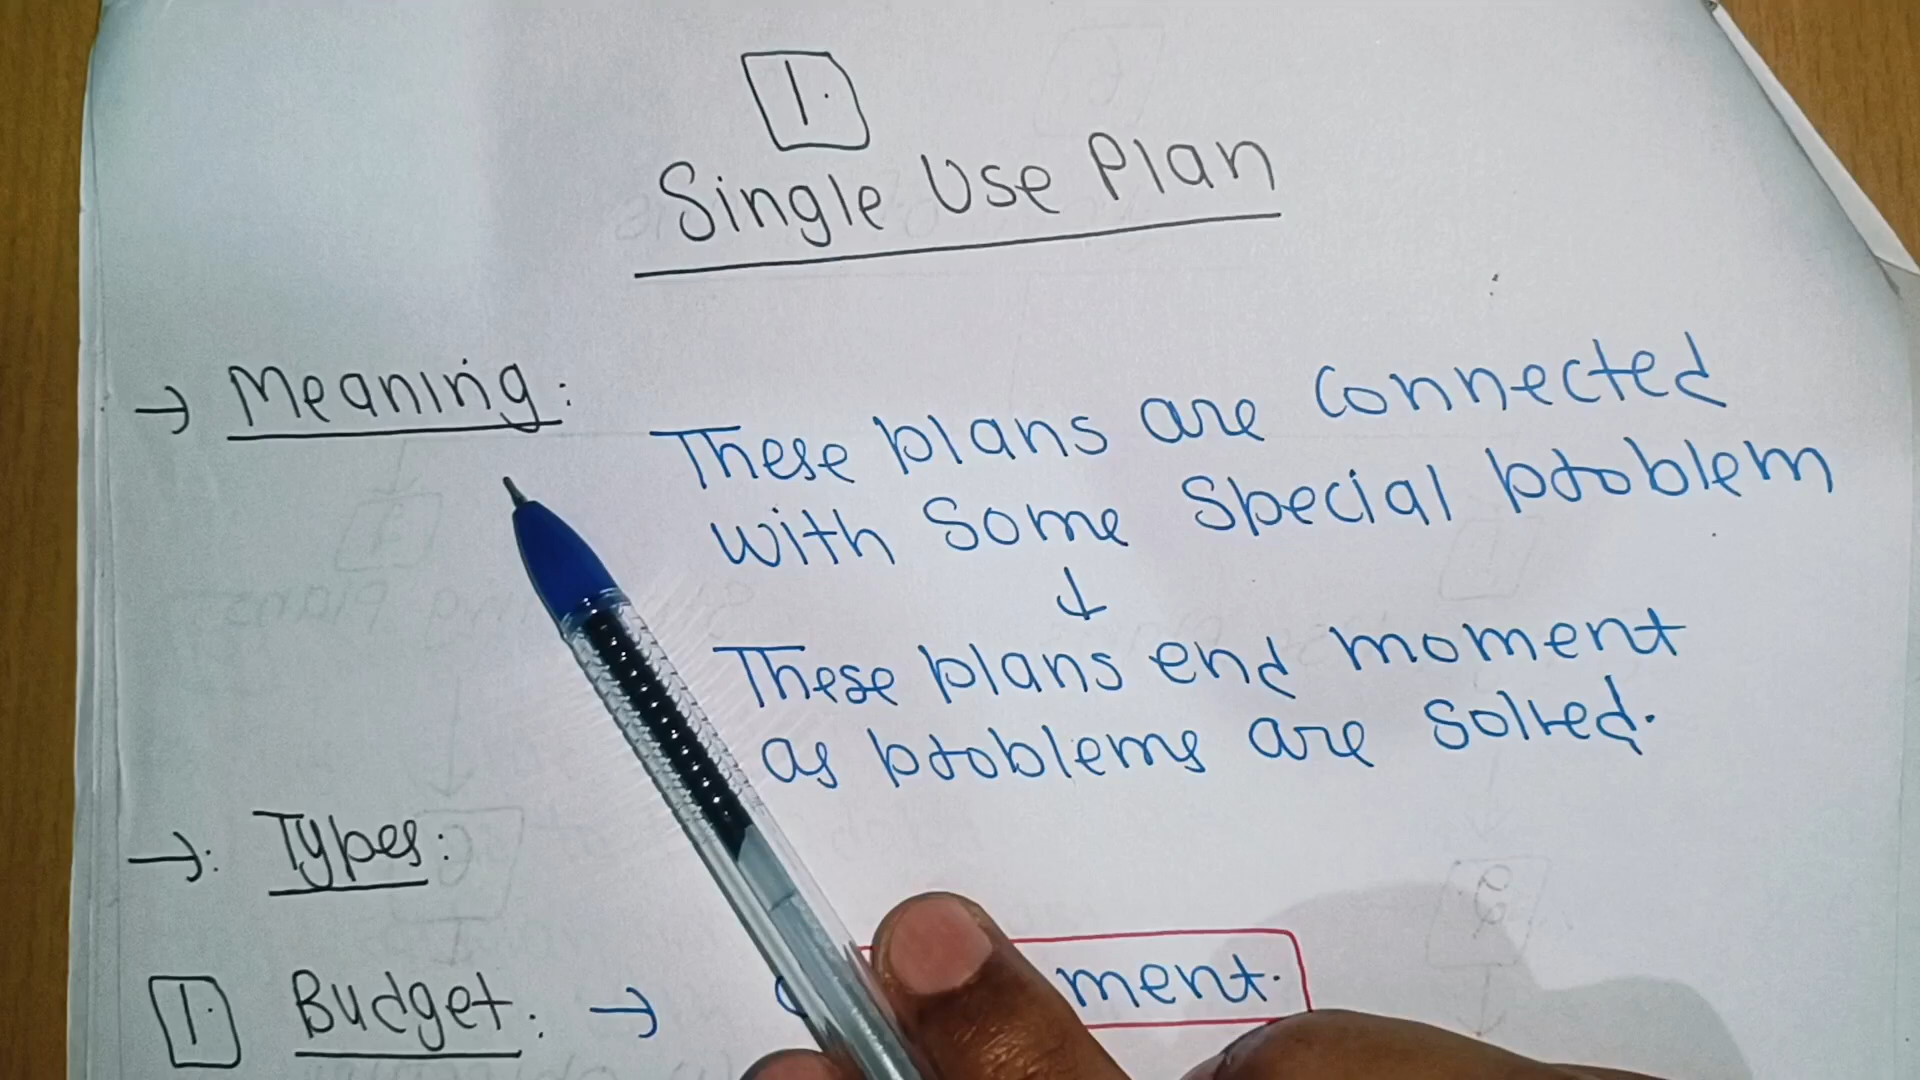 1.
Single Use Plan
→ Meaning:
These plans are connected
with some special problem
↓
These plans end moment
as problems are solved.
→: Types:
1. Budget: → ment.